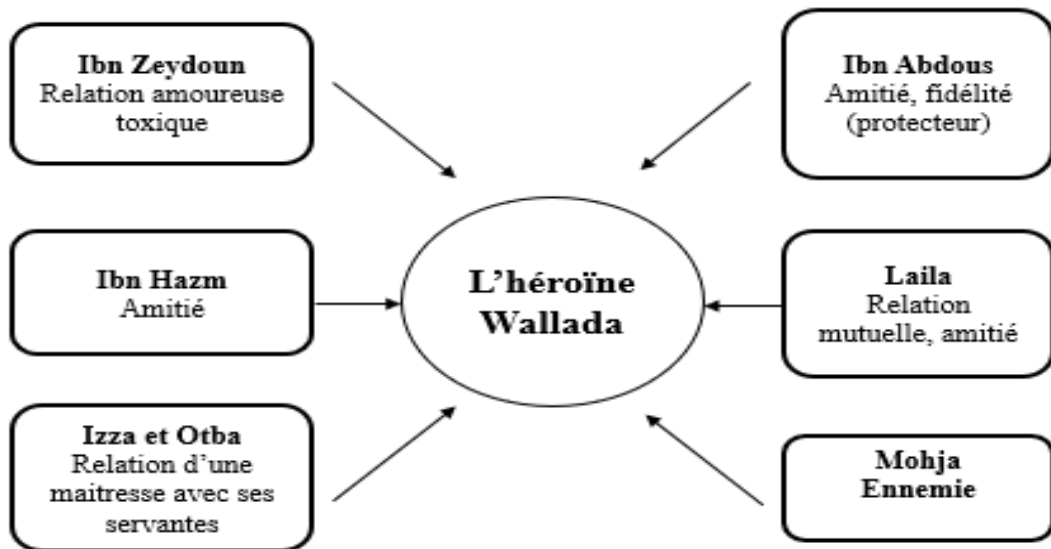 Ibn Zeydoun
Relation amoureuse
toxique
Ibn Abdous
Amitié, fidélité
(protecteur)
Ibn Hazm
Amitié
L’héroïne
Wallada
Laila
Relation
mutuelle, amitié
Izza et Otba
Relation d’une
maitresse avec ses
servantes
Mohja
Ennemie